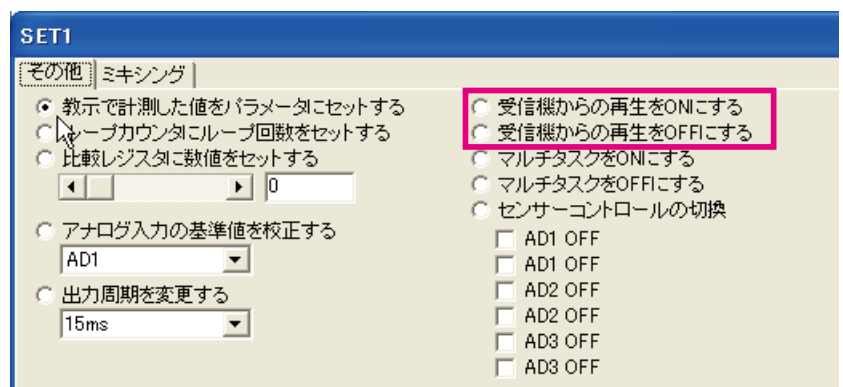 SET1
その他 ミキシング
教示で計測した値をパラメータにセットする
ループカウンタにループ回数をセットする
比較レジスタに数値をセットする
0
アナログ入力の基準値を校正する
AD1
出力周期を変更する
15ms
受信機からの再生をONにする
受信機からの再生をOFFにする
マルチタスクをONにする
マルチタスクをOFFにする
センサーコントロールの切換
AD1 OFF
AD1 OFF
AD2 OFF
AD2 OFF
AD3 OFF
AD3 OFF